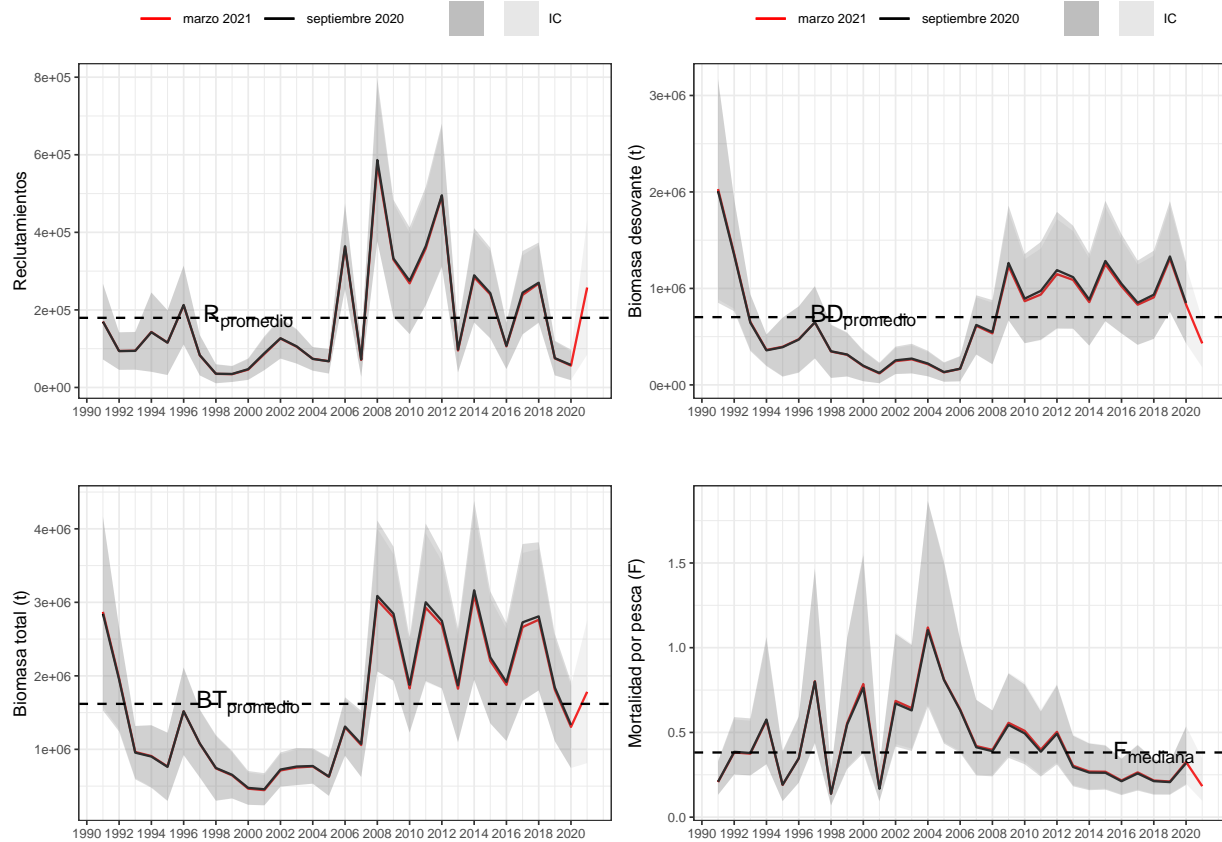 marzo 2021 septiembre 2020 IC
marzo 2021 septiembre 2020 IC
Reclutamientos
8e+05
6e+05
4e+05
2e+05
0e+00
R promedio
1990 1992 1994 1996 1998 2000 2002 2004 2006 2008 2010 2012 2014 2016 2018 2020
Biomasa desovante (t)
3e+06
2e+06
1e+06
0e+00
BD promedio
1990 1992 1994 1996 1998 2000 2002 2004 2006 2008 2010 2012 2014 2016 2018 2020
Biomasa total (t)
4e+06
3e+06
2e+06
1e+06
BT promedio
1990 1992 1994 1996 1998 2000 2002 2004 2006 2008 2010 2012 2014 2016 2018 2020
Mortalidad por pesca (F)
1.5
1.0
0.5
0.0
F mediana
1990 1992 1994 1996 1998 2000 2002 2004 2006 2008 2010 2012 2014 2016 2018 2020